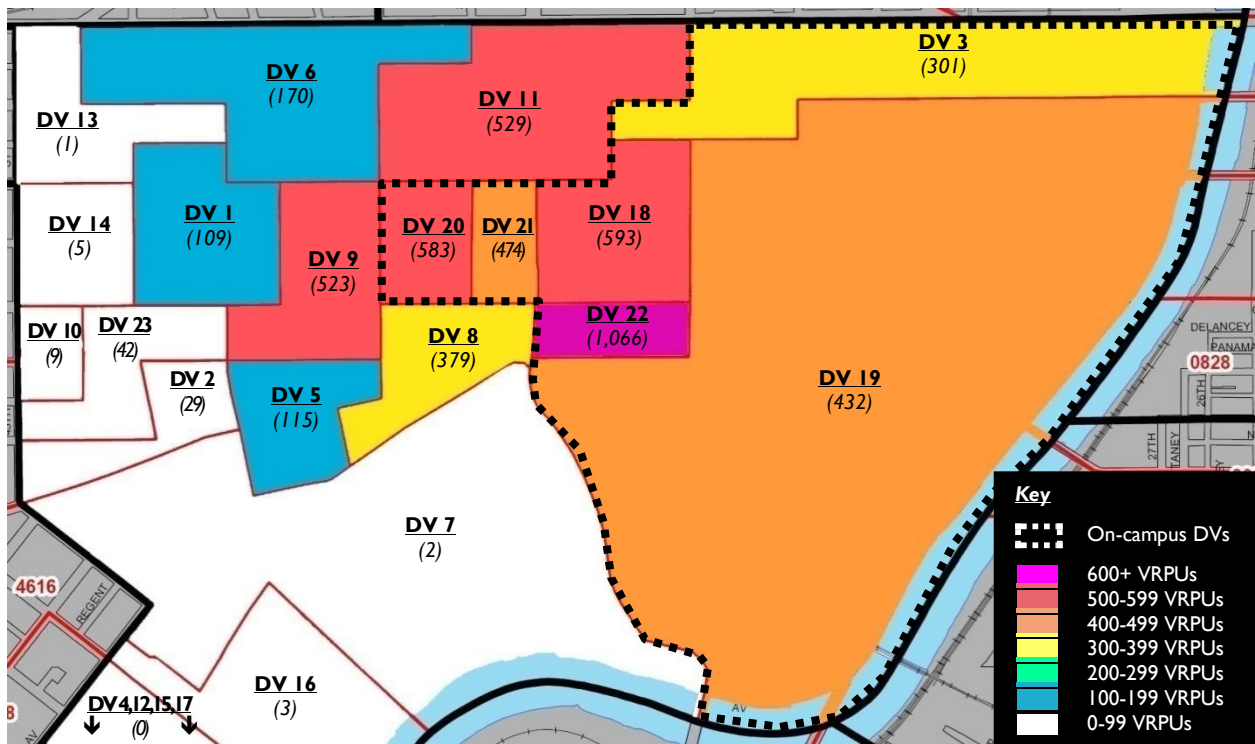 DV 3
(301)
DV 6
(170)
DV 11
(529)
DV 13
(1)
DV 14
(5)
DV 1
(109)
DV 9
(523)
DV 20
(583)
DV 21
(474)
DV 18
(593)
DV 10
(9)
DV 23
(42)
DV 2
(29)
DV 5
(115)
DV 8
(379)
DV 22
(1,066)
DV 19
(432)
DELANCEY
PANAMA
0828
26TH
27TH
TANEY
DV 7
(2)
4616
REGENT
DV 16
(3)
DV4,12,15,17
(0)
AV
AV
Key
On-campus DVs
600+ VRPUs
500-599 VRPUs
400-499 VRPUs
300-399 VRPUs
200-299 VRPUs
100-199 VRPUs
0-99 VRPUs